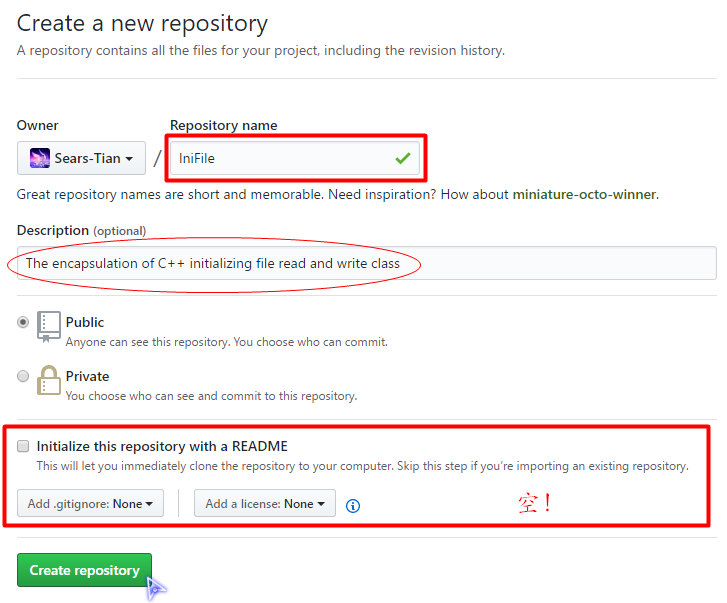 Create a new repository
A repository contains all the files for your project, including the revision history.
Owner
Repository name
Sears-Tian
/
IniFile
Great repository names are short and memorable. Need inspiration? How about miniature-octo-winner.
Description (optional)
The encapsulation of C++ initializing file read and write class
Public
Anyone can see this repository. You choose who can commit.
Private
You choose who can see and commit to this repository.
Initialize this repository with a README
This will let you immediately clone the repository to your computer. Skip this step if you're importing an existing repository.
Add .gitignore: None
Add a license: None
空！
Create repository